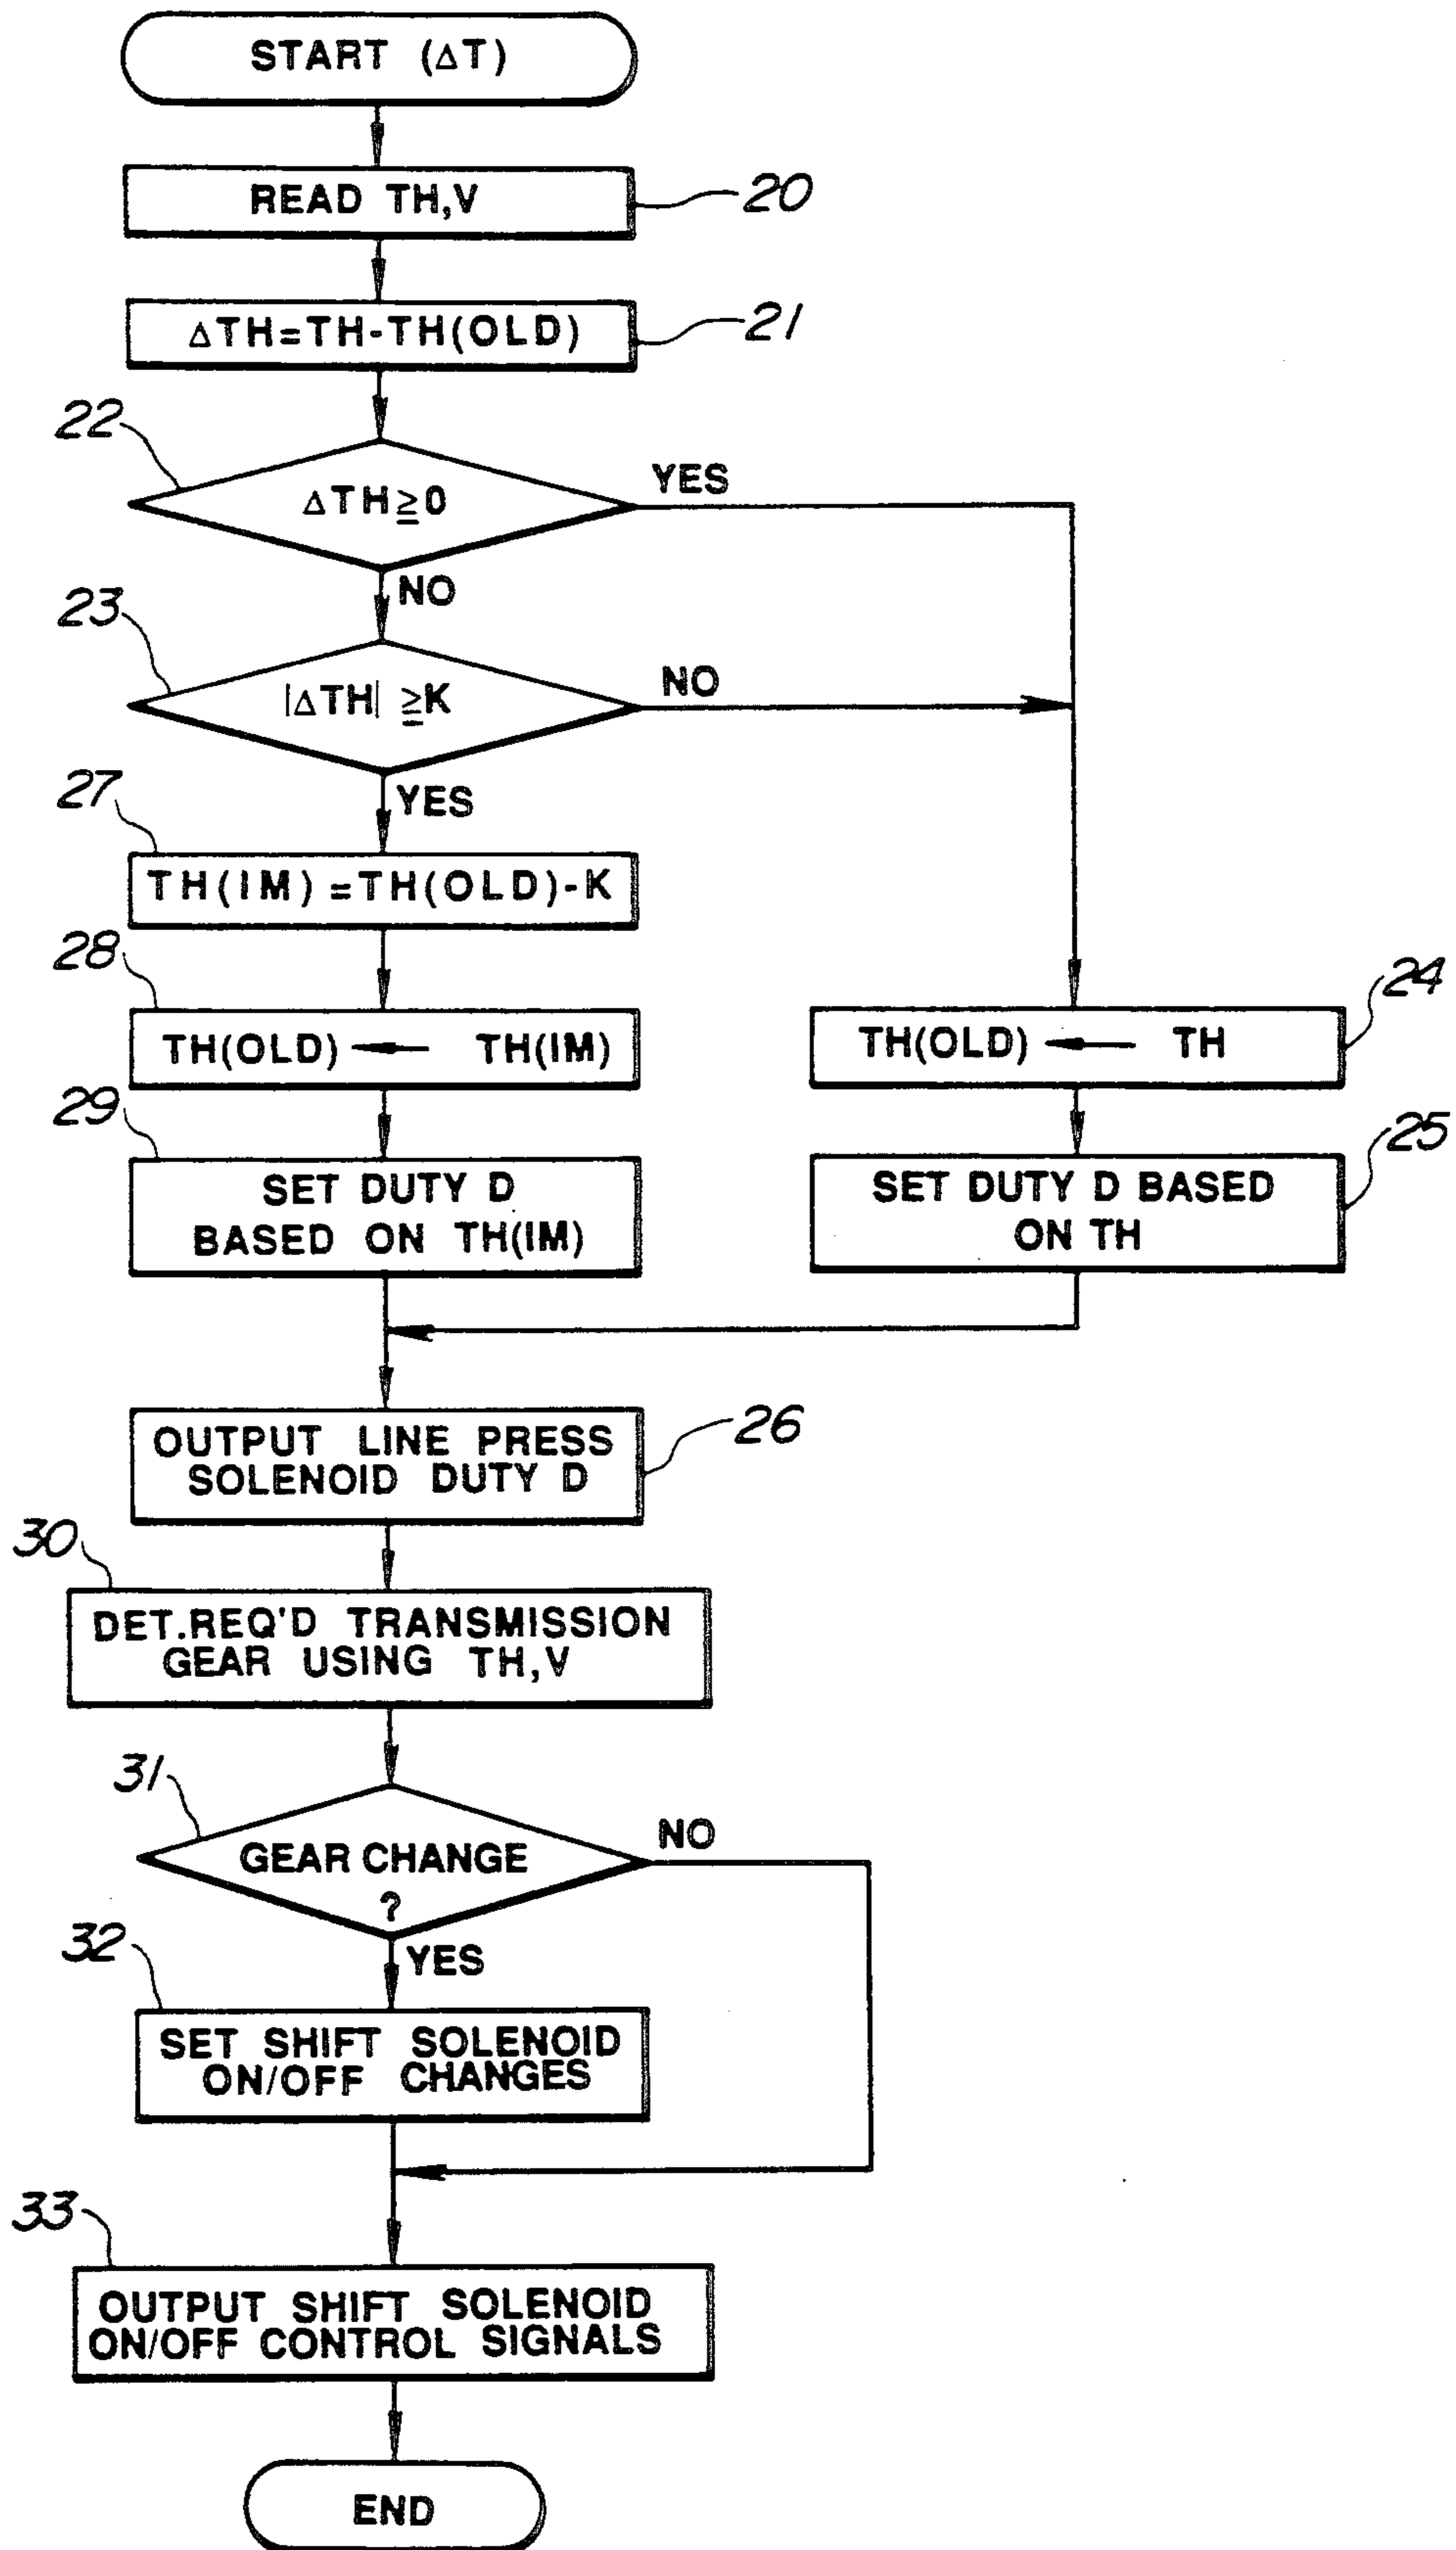 START (ΔT)
READ TH,V
20
ΔTH=TH-TH(OLD)
21
22
ΔTH≧0
YES
NO
23
|ΔTH| ≧K
NO
YES
27
TH(IM)=TH(OLD)-K
28
TH(OLD) ← TH(IM)
24
TH(OLD) ← TH
29
SET DUTY D
BASED ON TH(IM)
25
SET DUTY D BASED
ON TH
26
OUTPUT LINE PRESS
SOLENOID DUTY D
30
DET.REQ'D TRANSMISSION
GEAR USING TH,V
31
GEAR CHANGE
?
NO
YES
32
SET SHIFT SOLENOID
ON/OFF CHANGES
33
OUTPUT SHIFT SOLENOID
ON/OFF CONTROL SIGNALS
END